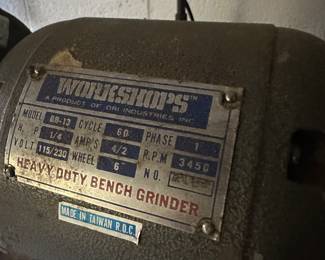 WORKSHOPS™
A PRODUCT OF ORI INDUSTRIES, INC.
MODEL BG-13 CYCLE 60 PHASE 1
H. P 1/4 AMP'S 4/2 R.P.M 3450
VOLT 115/230 WHEEL 6" NO.
HEAVY DUTY BENCH GRINDER
MADE IN TAIWAN R.O.C.